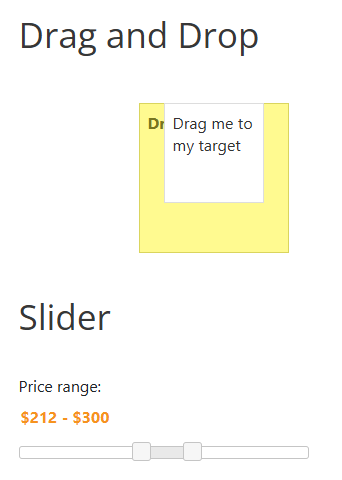 Drag and Drop
Drag me to
my target
Slider
Price range:
$212 - $300